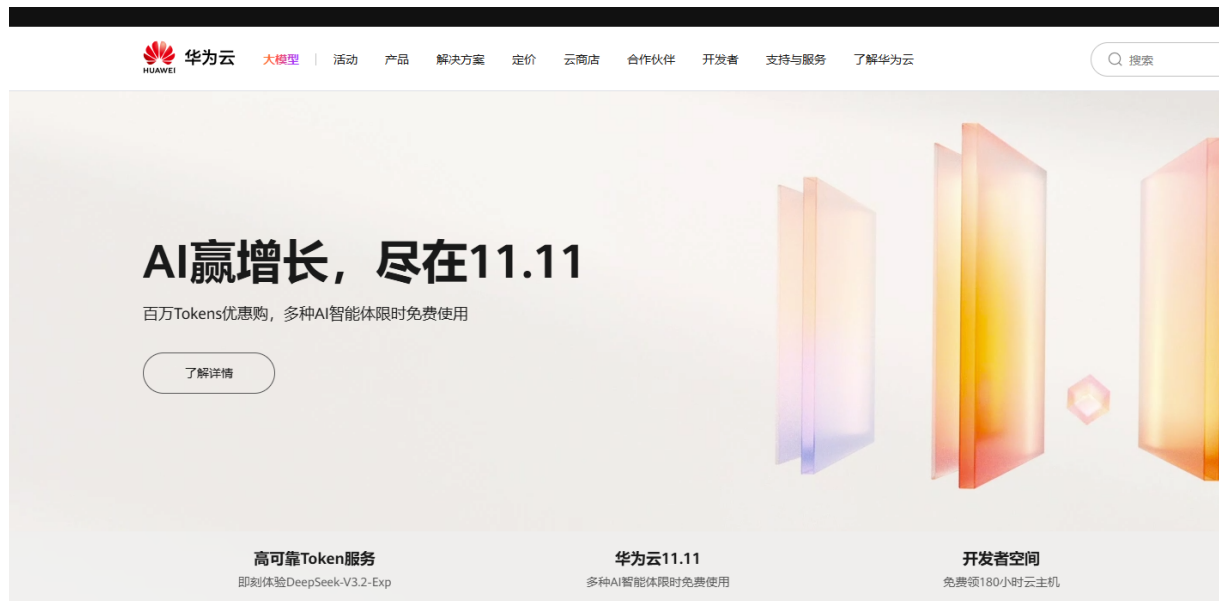 HUAWEI
华为云
大模型
活动
产品
解决方案
定价
云商店
合作伙伴
开发者
支持与服务
了解华为云
搜索
AI赢增长，尽在11.11
百万Tokens优惠购，多种AI智能体限时免费使用
了解详情
高可靠Token服务
即刻体验DeepSeek-V3.2-Exp
华为云11.11
多种AI智能体限时免费使用
开发者空间
免费领180小时云主机